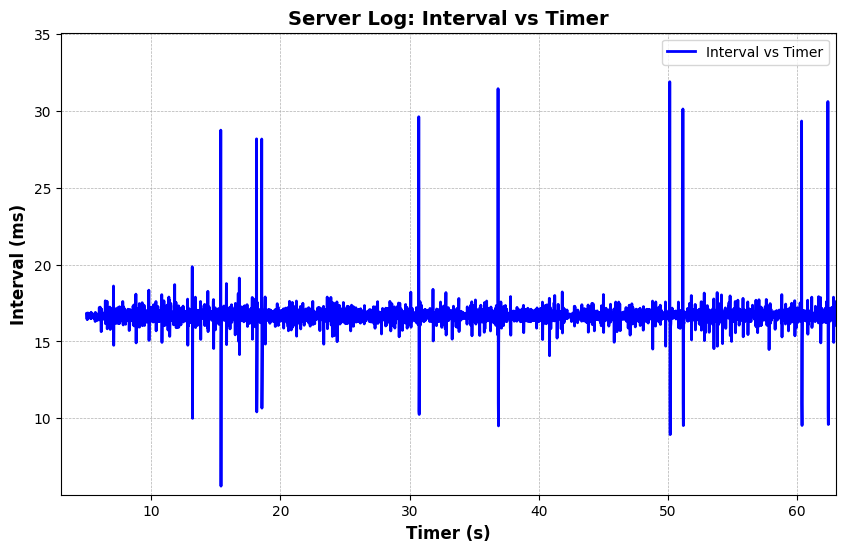 Server Log: Interval vs Timer
Interval vs Timer
35
30
25
20
15
10
Interval (ms)
10 20 30 40 50 60
Timer (s)